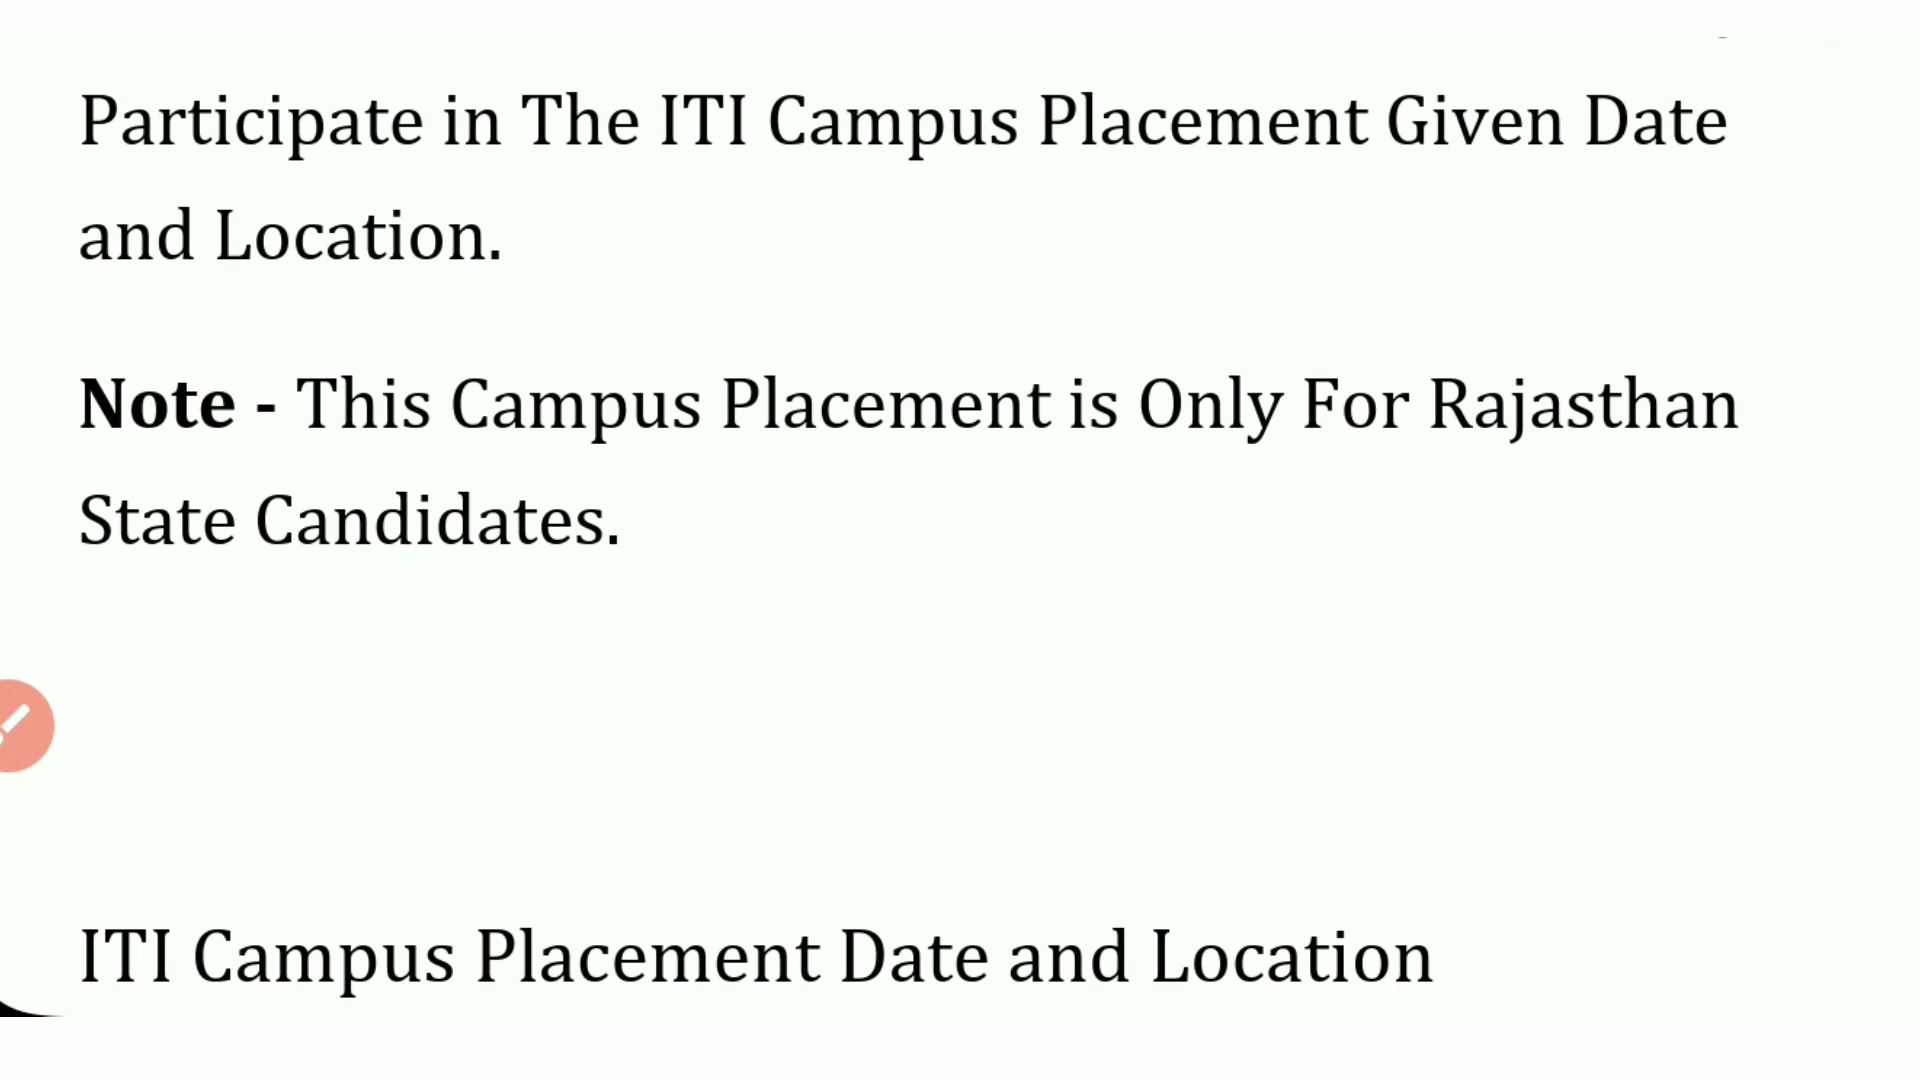 Participate in The ITI Campus Placement Given Date
and Location.
Note - This Campus Placement is Only For Rajasthan
State Candidates.
ITI Campus Placement Date and Location